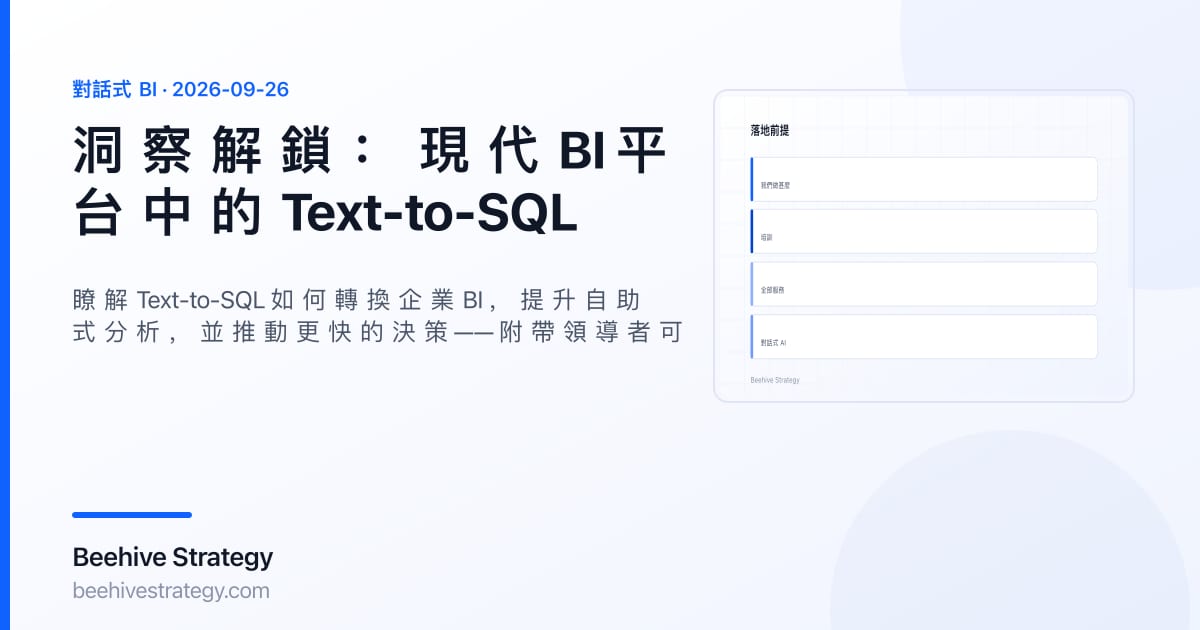 對話式 BI · 2026-09-26
洞察解鎖：現代 BI 平
台中的 Text-to-SQL
瞭解 Text-to-SQL 如何轉換企業 BI，提升自助
式分析，並推動更快的決策——附帶領導者可
落地前提
我們做甚麼
培訓
全部服務
對話式 AI
Beehive Strategy
Beehive Strategy
beehivestrategy.com